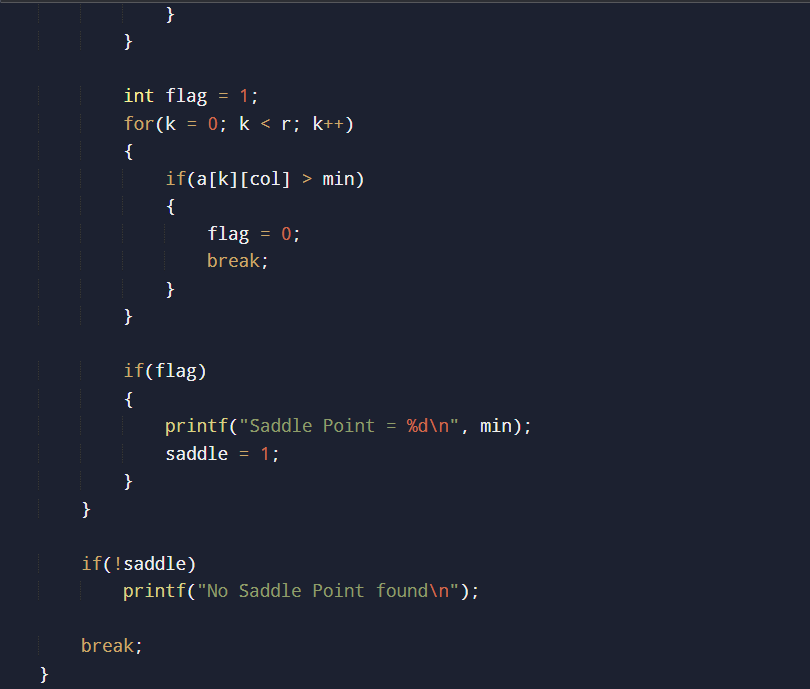 }
}
int flag = 1;
for(k = 0; k < r; k++)
{
if(a[k][col] > min)
{
flag = 0;
break;
}
}
if(flag)
{
printf("Saddle Point = %d\n", min);
saddle = 1;
}
}
if(!saddle)
printf("No Saddle Point found\n");
break;
}